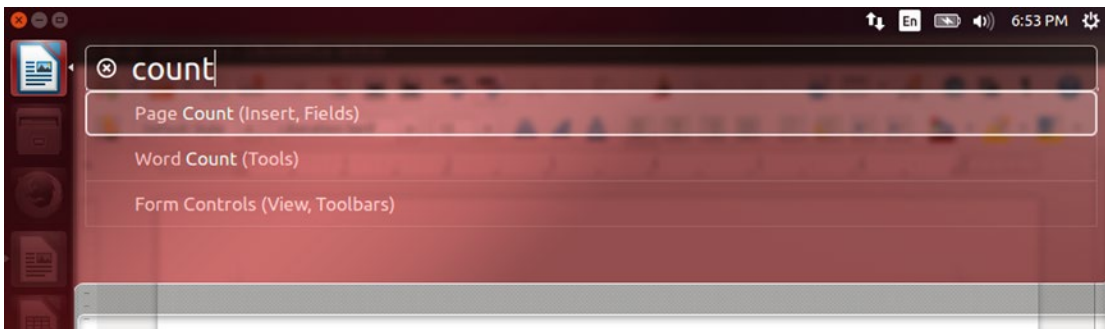 En 6:53 PM
count
Page Count (Insert, Fields)
Word Count (Tools)
Form Controls (View, Toolbars)